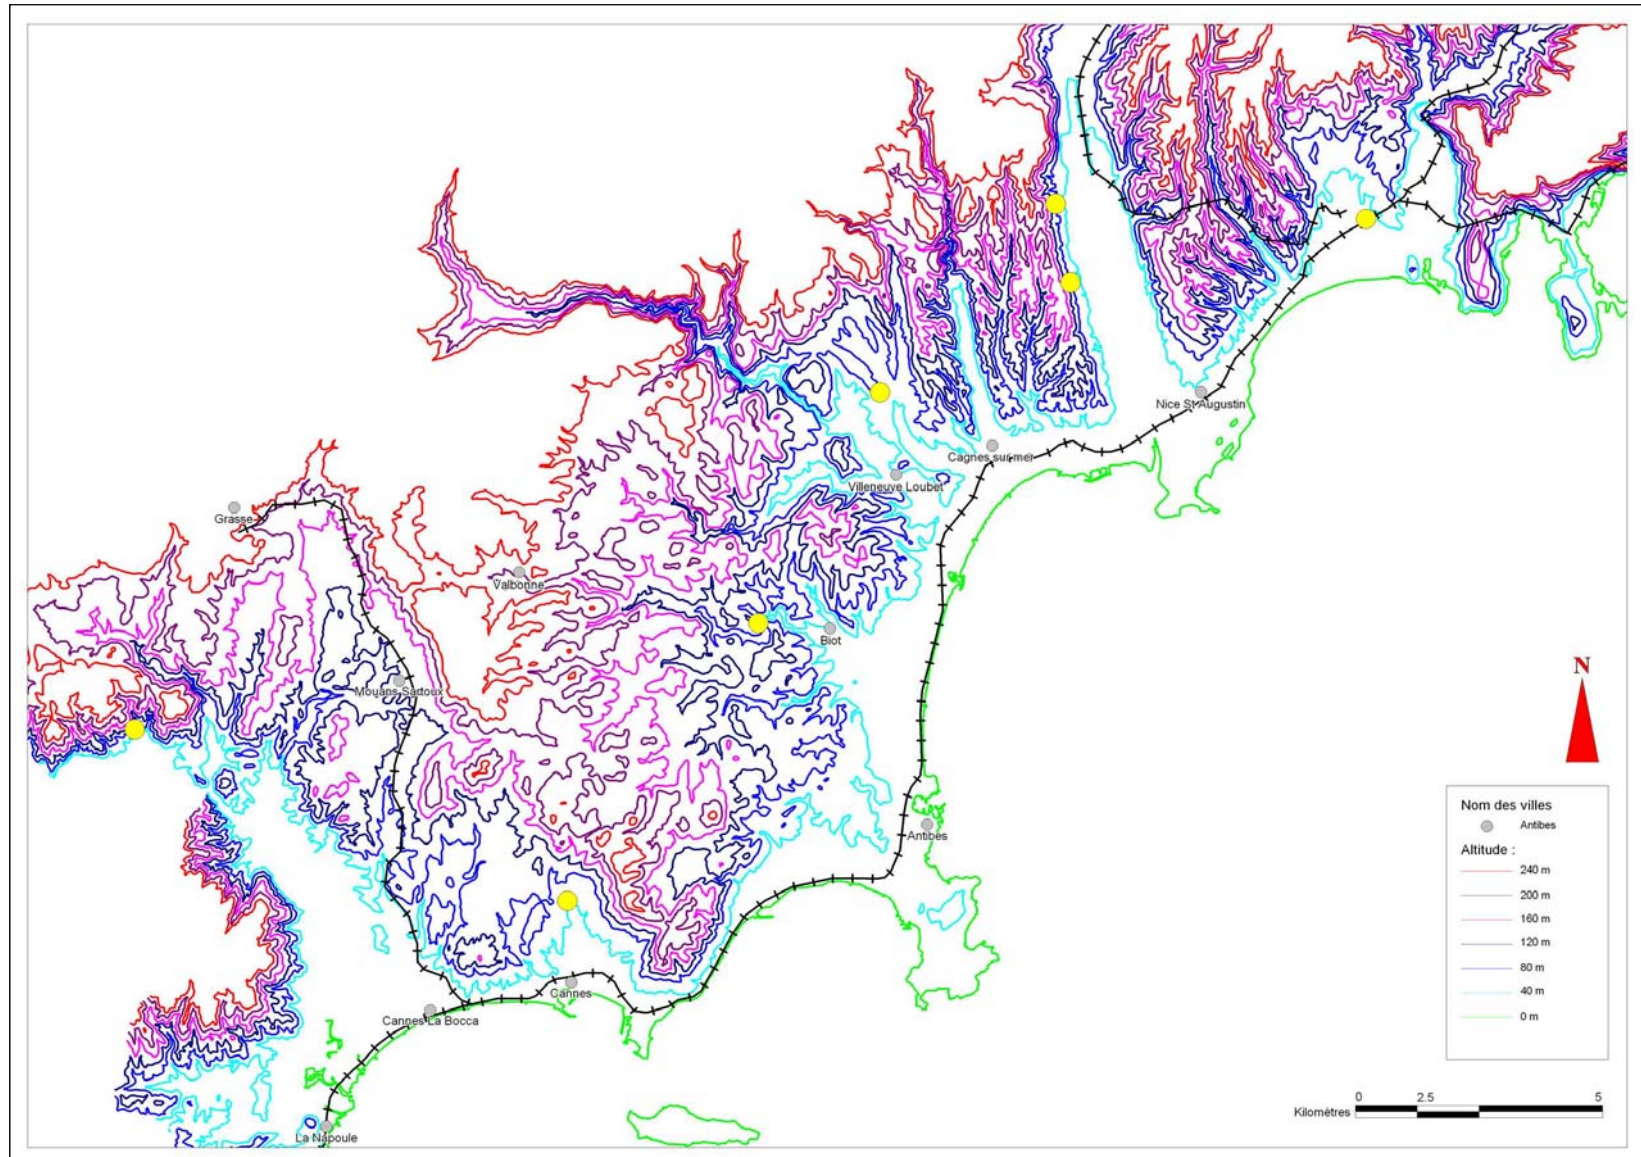 Nice St Augustin
Cagnes sur mer
Villeneuve Loubet
Grasse
Valbonne
Biot
Mouans Sartoux
Antibes
Cannes
Cannes La Bocca
La Napoule
N
Nom des villes
Antibes
Altitude :
240 m
200 m
160 m
120 m
80 m
40 m
0 m
0 2.5 5
Kilomètres